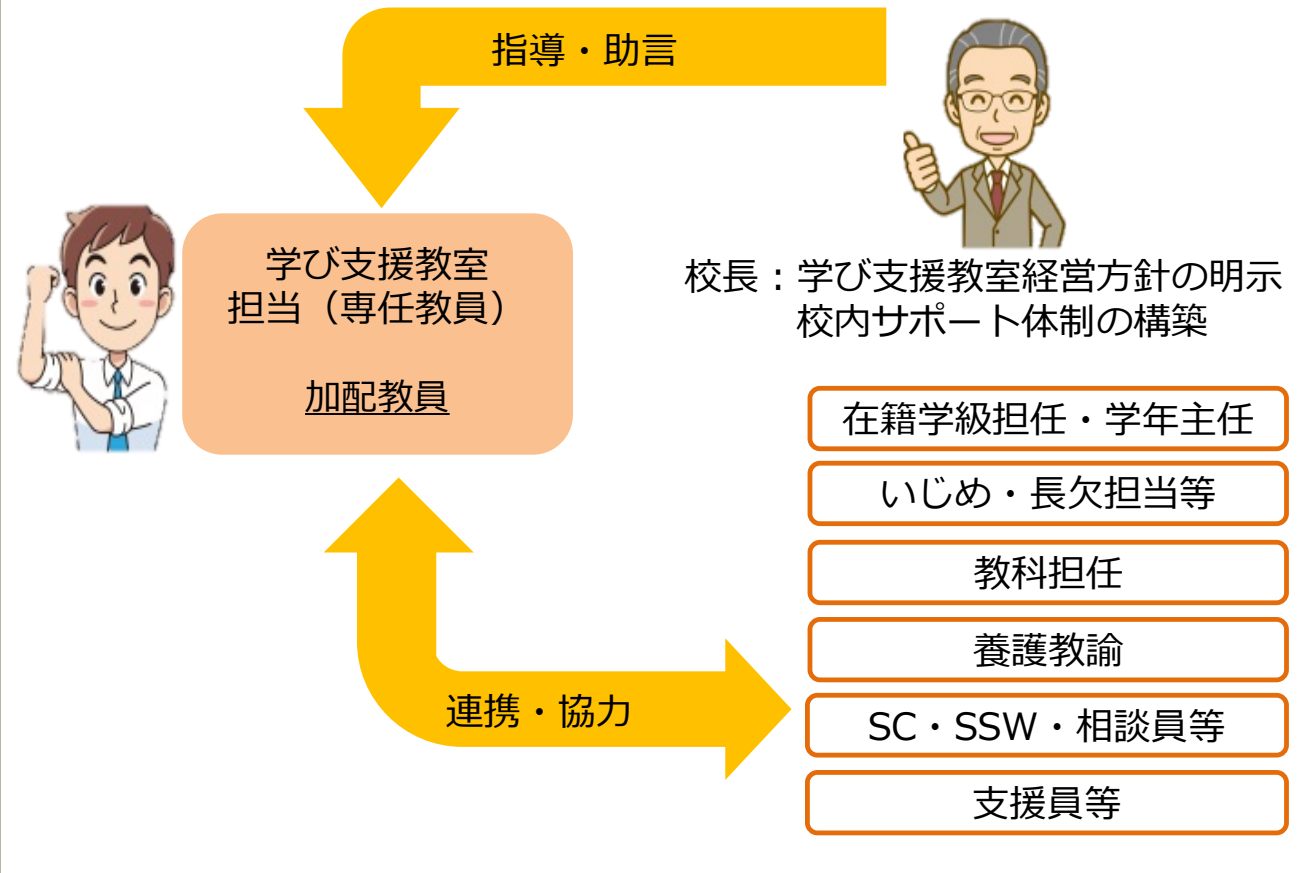 指導・助言
学び支援教室
担当（専任教員）
加配教員
校長：学び支援教室経営方針の明示
校内サポート体制の構築
在籍学級担任・学年主任
いじめ・長欠担当等
教科担任
養護教諭
SC・SSW・相談員等
支援員等
連携・協力